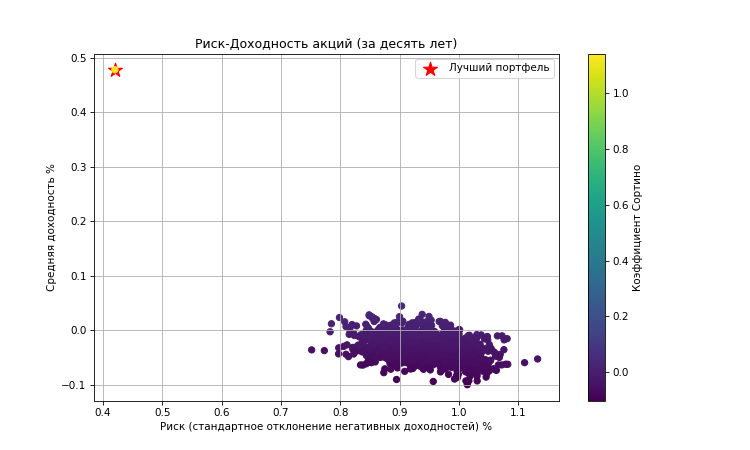 Риск-Доходность акций (за десять лет)
Лучший портфель
Средняя доходность %
0.5
0.4
0.3
0.2
0.1
0.0
−0.1
0.4 0.5 0.6 0.7 0.8 0.9 1.0 1.1
Риск (стандартное отклонение негативных доходностей) %
1.0
0.8
0.6
0.4
0.2
0.0
Коэффициент Сортино